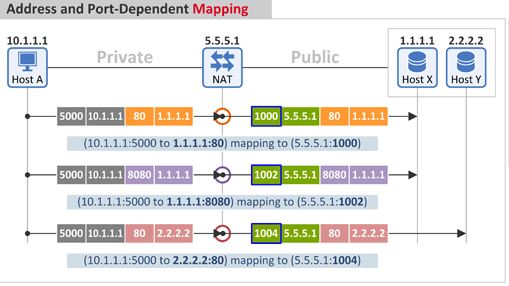 Address and Port-Dependent Mapping
10.1.1.1 5.5.5.1 1.1.1.1 2.2.2.2
Private Public
Host A NAT Host X Host Y
5000 10.1.1.1 80 1.1.1.1 1000 5.5.5.1 80 1.1.1.1
(10.1.1.1:5000 to 1.1.1.1:80) mapping to (5.5.5.1:1000)
5000 10.1.1.1 8080 1.1.1.1 1002 5.5.5.1 8080 1.1.1.1
(10.1.1.1:5000 to 1.1.1.1:8080) mapping to (5.5.5.1:1002)
5000 10.1.1.1 80 2.2.2.2 1004 5.5.5.1 80 2.2.2.2
(10.1.1.1:5000 to 2.2.2.2:80) mapping to (5.5.5.1:1004)